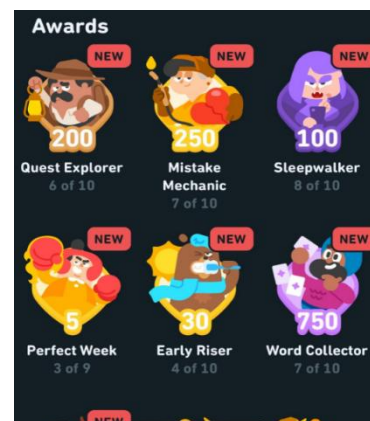 Awards
NEW
NEW
NEW
200
250
100
Quest Explorer
Mistake
Mechanic
Sleepwalker
6 of 10
7 of 10
8 of 10
NEW
NEW
NEW
5
30
750
Perfect Week
Early Riser
Word Collector
3 of 9
4 of 10
7 of 10
NEW